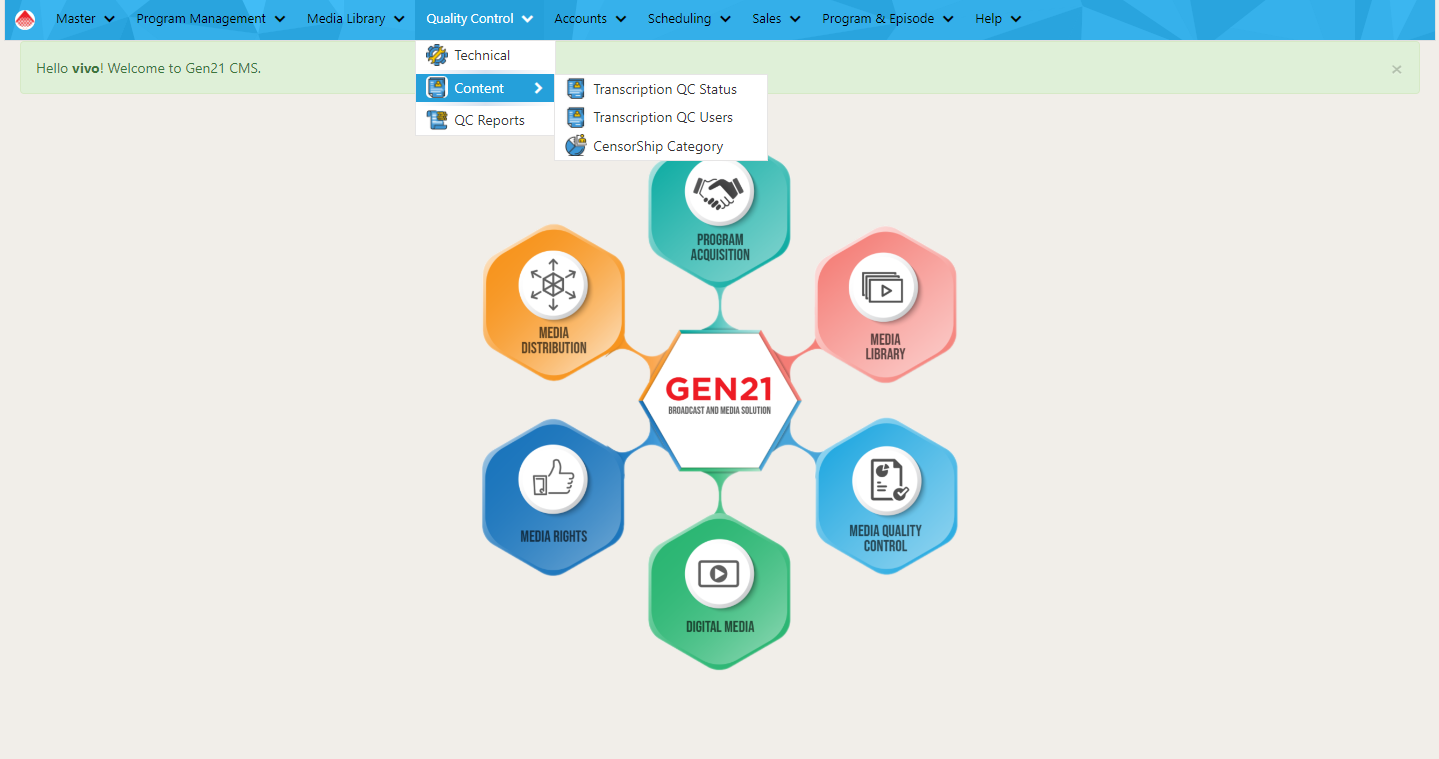 Master Program Management Media Library Quality Control Accounts Scheduling Sales Program & Episode Help
Hello vivo! Welcome to Gen21 CMS. ×
Technical
Content
QC Reports
Transcription QC Status
Transcription QC Users
CensorShip Category
PROGRAM
ACQUISITION
MEDIA
DISTRIBUTION
MEDIA
LIBRARY
GEN21
BROADCAST AND MEDIA SOLUTION
MEDIA RIGHTS
MEDIA QUALITY
CONTROL
DIGITAL MEDIA